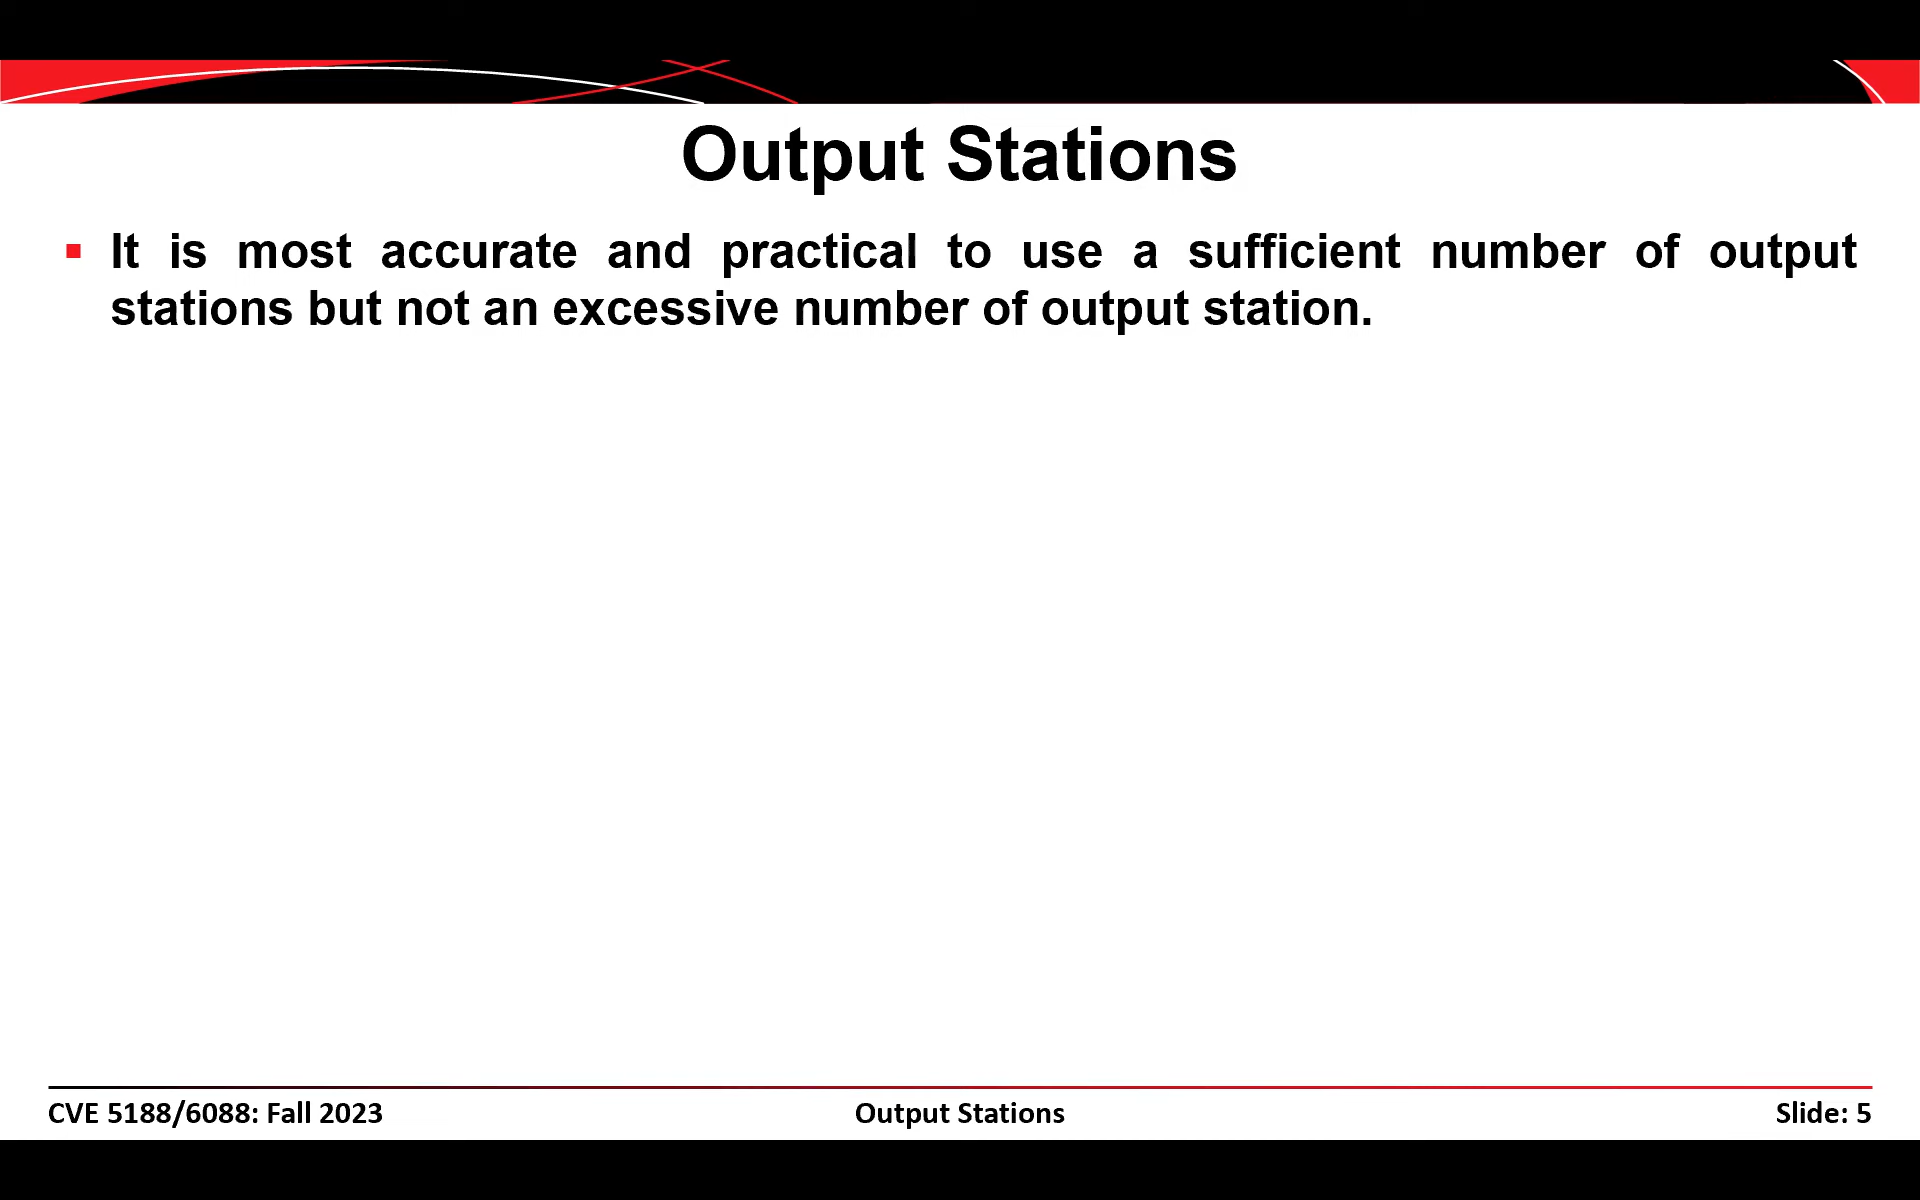 Output Stations
It is most accurate and practical to use a sufficient number of output
stations but not an excessive number of output station.
CVE 5188/6088: Fall 2023
Output Stations
Slide: 5